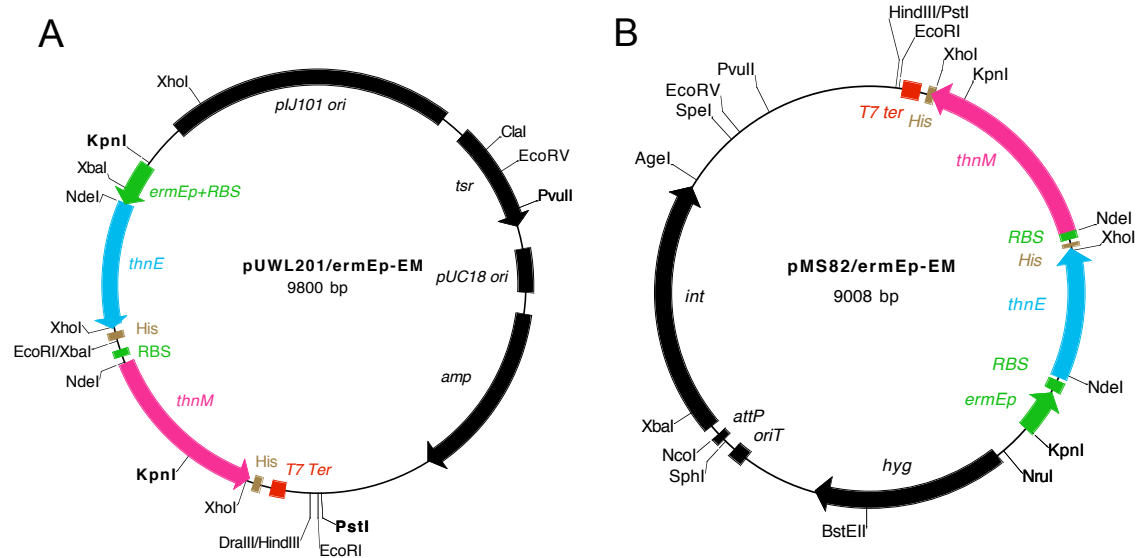 A
XhoI
pIJ101 ori
KpnI
XbaI
NdeI
ermEp+RBS
ClaI
EcoRV
tsr
PvuII
thnE
pUWL201/ermEp-EM
9800 bp
pUC18 ori
XhoI
His
EcoRI/XbaI
RBS
NdeI
thnM
amp
KpnI
His
T7 Ter
XhoI
PstI
DraIII/HindIII
EcoRI
B
HindIII/PstI
EcoRI
XhoI
KpnI
PvuII
EcoRV
SpeI
T7 ter
His
thnM
AgeI
NdeI
RBS
XhoI
His
pMS82/ermEp-EM
9008 bp
int
thnE
RBS
NdeI
ermEp
XbaI
attP
oriT
NcoI
SphI
KpnI
hyg
NruI
BstEII